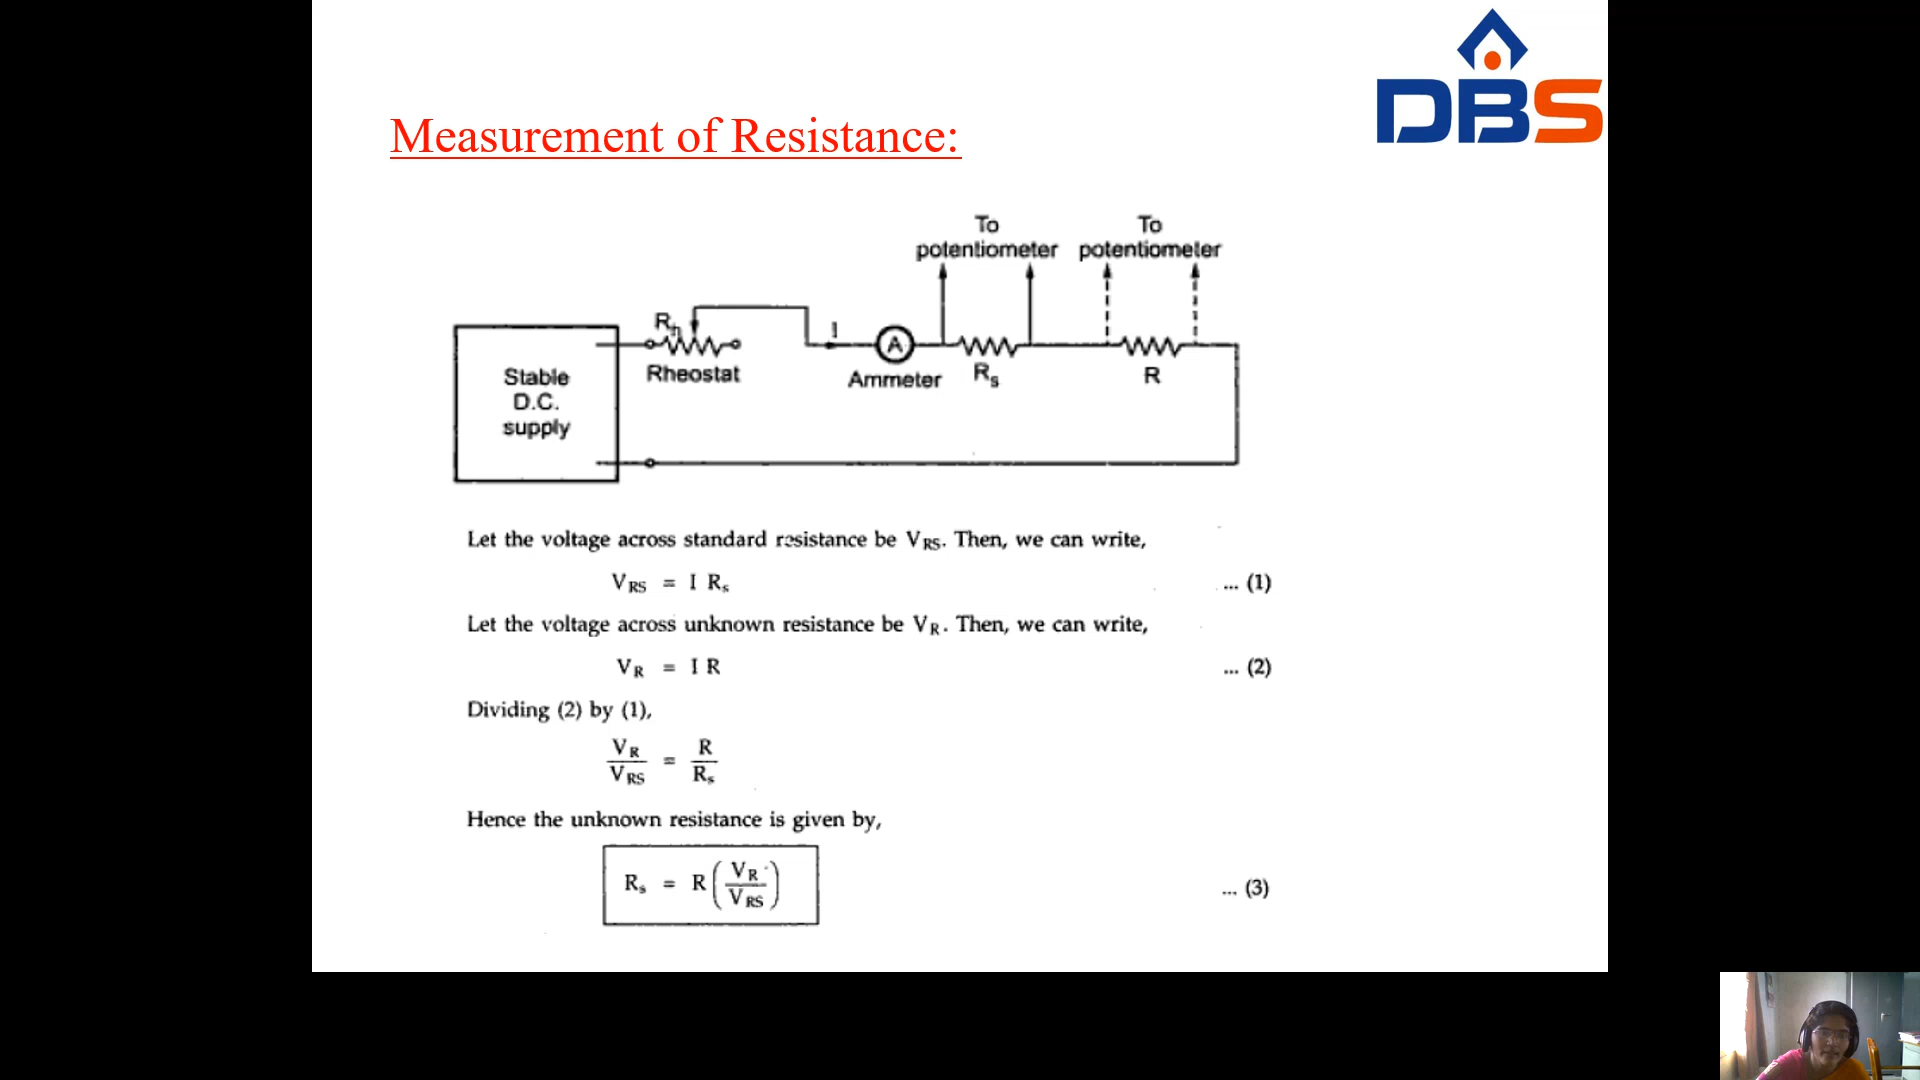 DBS
Measurement of Resistance:
To potentiometer
To potentiometer
Rh
I
A
Rheostat
Ammeter
Rs
R
Stable
D.C.
supply
Let the voltage across standard resistance be VRS. Then, we can write,
VRS = I Rs ... (1)
Let the voltage across unknown resistance be VR. Then, we can write,
VR = I R ... (2)
Dividing (2) by (1),
VR/VRS = R/Rs
Hence the unknown resistance is given by,
Rs = R(VR/VRS) ... (3)